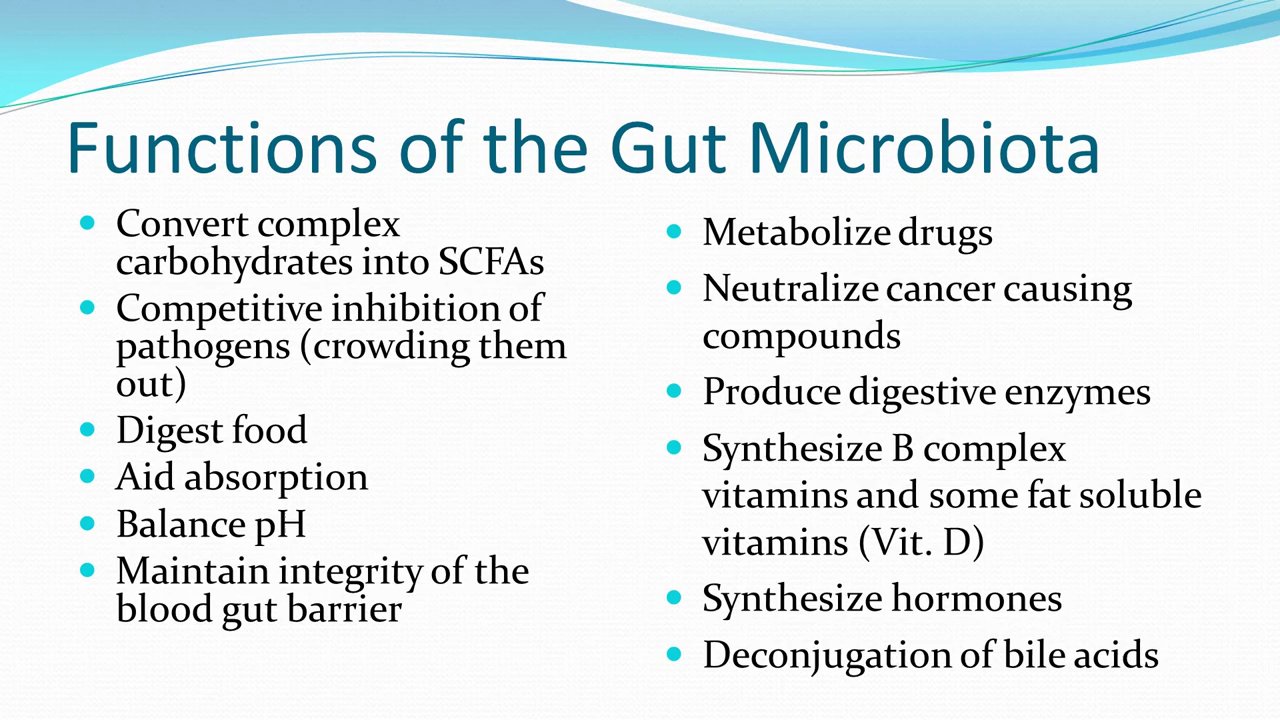 Functions of the Gut Microbiota
• Convert complex
carbohydrates into SCFAs
• Competitive inhibition of
pathogens (crowding them
out)
• Digest food
• Aid absorption
• Balance pH
• Maintain integrity of the
blood gut barrier
• Metabolize drugs
• Neutralize cancer causing
compounds
• Produce digestive enzymes
• Synthesize B complex
vitamins and some fat soluble
vitamins (Vit. D)
• Synthesize hormones
• Deconjugation of bile acids